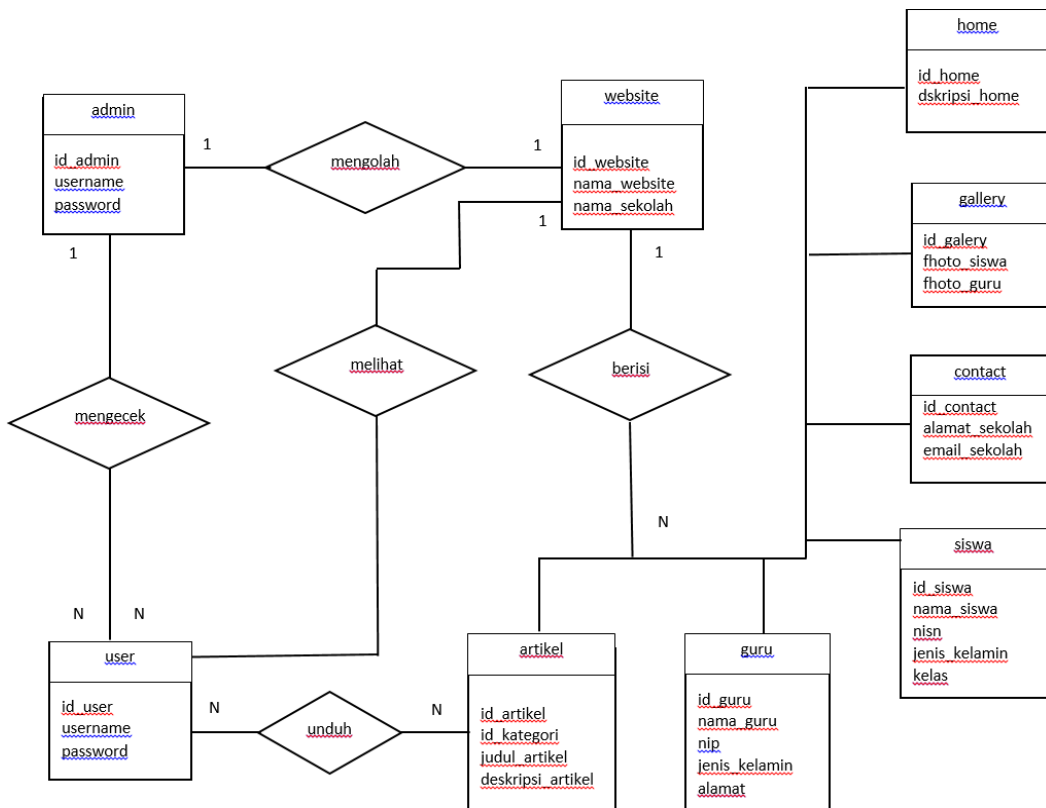 home
id_home
dskripsi_home
admin
id_admin
username
password
1
mengolah
1
website
id_website
nama_website
nama_sekolah
gallery
id_galery
fhoto_siswa
fhoto_guru
1
1
1
melihat
berisi
mengecek
contact
id_contact
alamat_sekolah
email_sekolah
N
siswa
id_siswa
nama_siswa
nisn
jenis_kelamin
kelas
N
N
user
id_user
username
password
N
unduh
N
artikel
id_artikel
id_kategori
judul_artikel
deskripsi_artikel
guru
id_guru
nama_guru
nip
jenis_kelamin
alamat